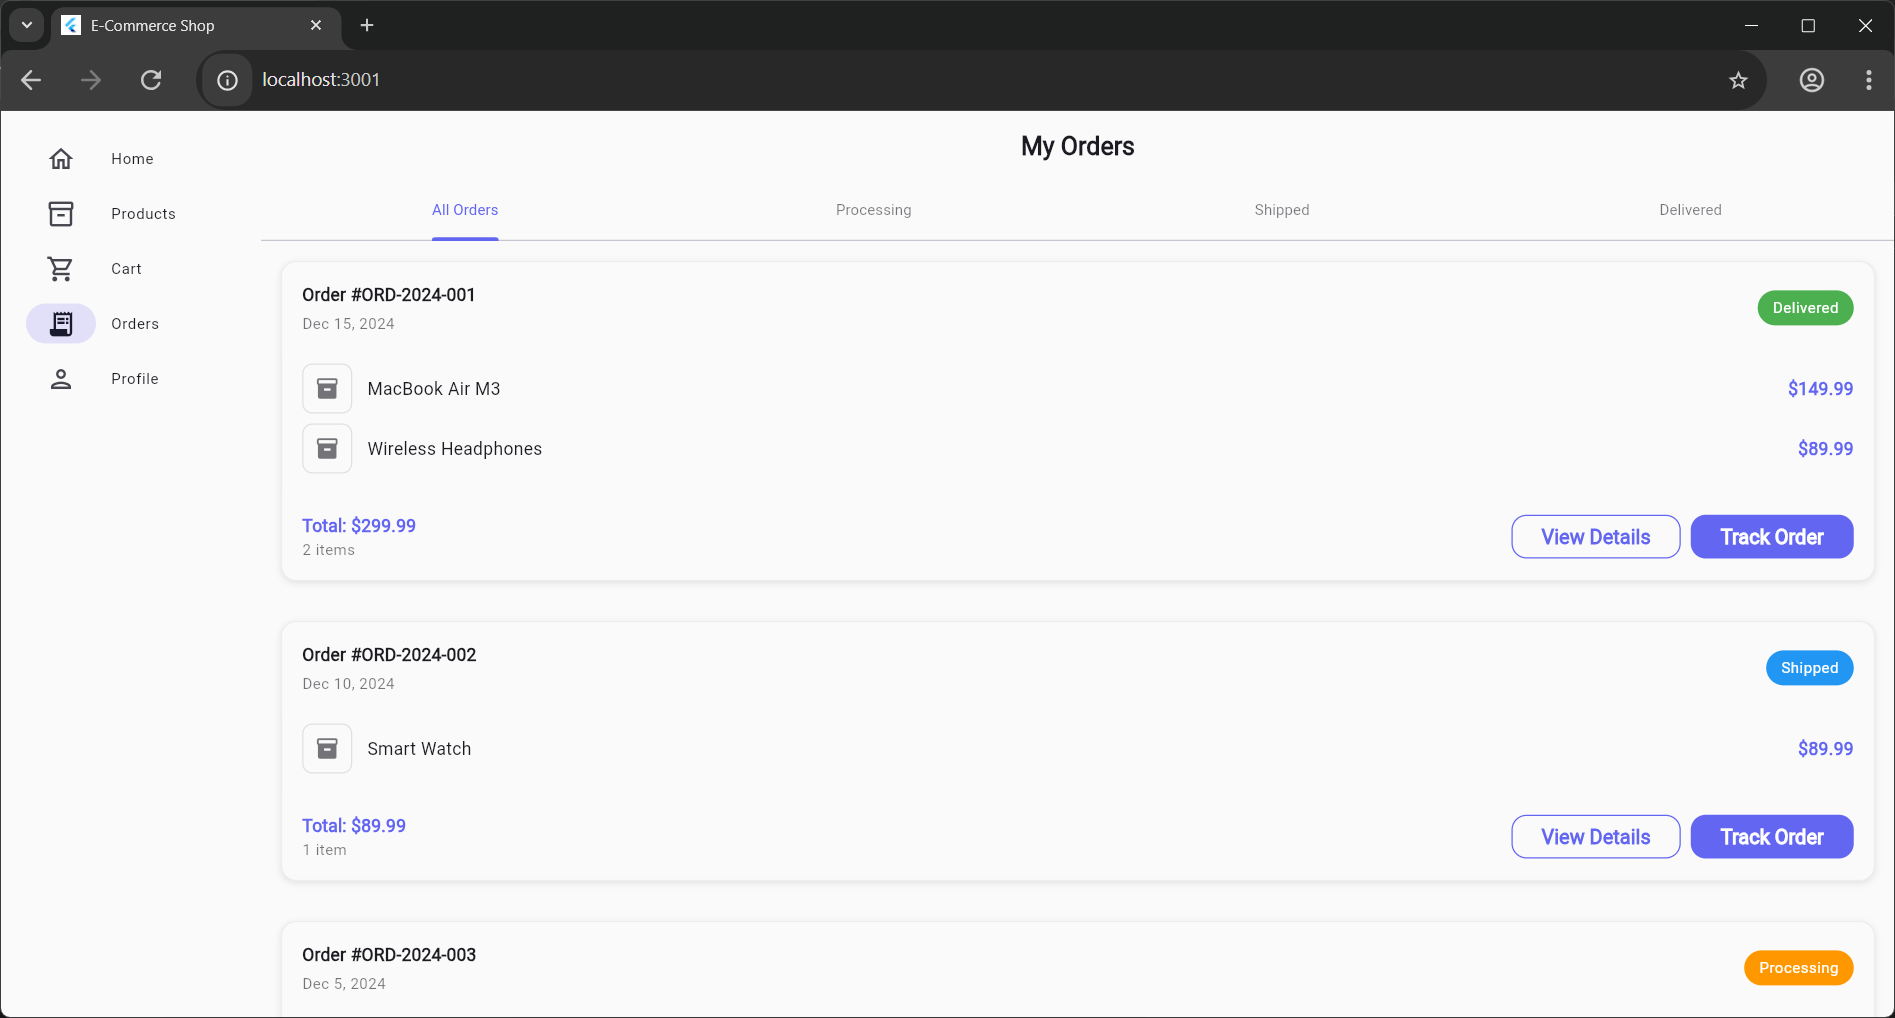 E-Commerce Shop
localhost:3001
Home
Products
Cart
Orders
Profile
My Orders
All Orders
Processing
Shipped
Delivered
Order #ORD-2024-001
Dec 15, 2024
Delivered
MacBook Air M3
$149.99
Wireless Headphones
$89.99
Total: $299.99
2 items
View Details
Track Order
Order #ORD-2024-002
Dec 10, 2024
Shipped
Smart Watch
$89.99
Total: $89.99
1 item
View Details
Track Order
Order #ORD-2024-003
Dec 5, 2024
Processing